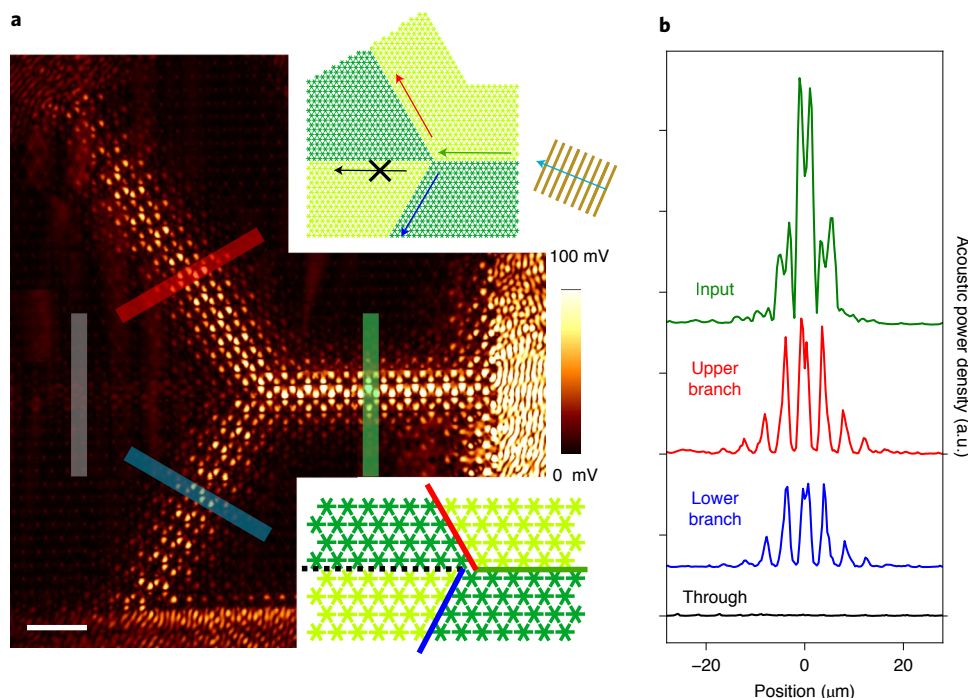 a
b
100 mV
0 mV
Input
Upper
branch
Lower
branch
Through
Acoustic power density (a.u.)
−20
0
20
Position (μm)